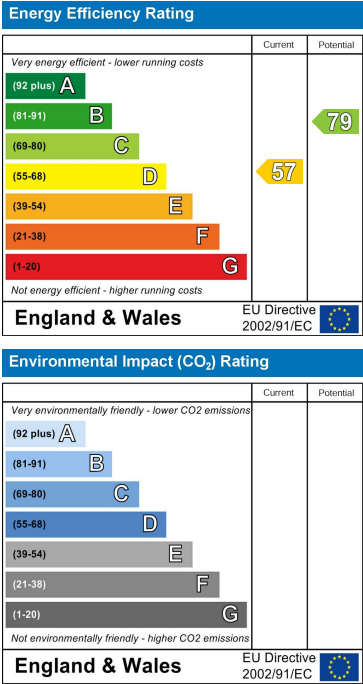 Energy Efficiency Rating
Current Potential
Very energy efficient - lower running costs
(92 plus) A
(81-91) B
79
(69-80) C
(55-68) D
57
(39-54) E
(21-38) F
(1-20) G
Not energy efficient - higher running costs
England & Wales
EU Directive
2002/91/EC
Environmental Impact (CO₂) Rating
Current Potential
Very environmentally friendly - lower CO2 emissions
(92 plus) A
(81-91) B
(69-80) C
(55-68) D
(39-54) E
(21-38) F
(1-20) G
Not environmentally friendly - higher CO2 emissions
England & Wales
EU Directive
2002/91/EC